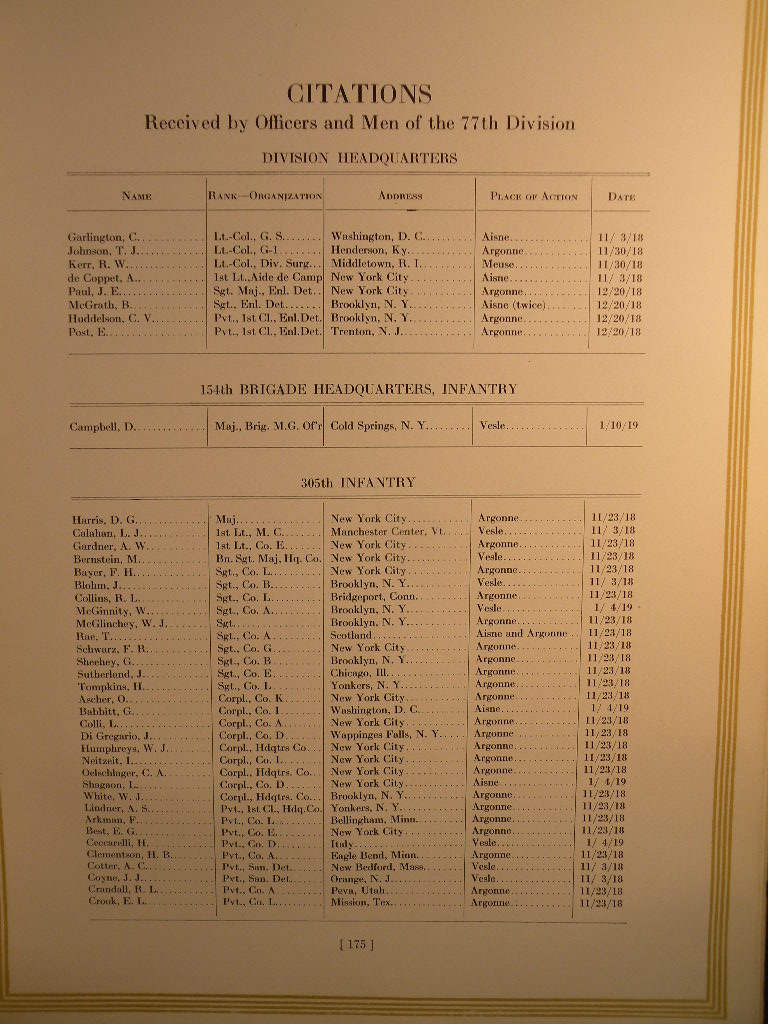 CITATIONS
Received by Officers and Men of the 77th Division
DIVISION HEADQUARTERS
NAME RANK—ORGANIZATION ADDRESS PLACE OF ACTION DATE
Garlington, C. Lt.-Col., G. S. Washington, D. C. Aisne 11/ 3/18
Johnson, T. J. Lt.-Col., G-1 Henderson, Ky. Argonne 11/30/18
Kerr, R. W. Lt.-Col., Div. Surg. Middletown, R. I. Meuse 11/30/18
de Coppet, A. 1st Lt., Aide de Camp New York City Aisne 11/ 3/18
Paul, J. E. Sgt. Maj., Enl. Det. New York City Argonne 12/20/18
McGrath, B. Sgt., Enl. Det. Brooklyn, N. Y. Aisne (twice) 12/20/18
Huddelson, C. V. Pvt., 1st Cl., Enl.Det. Brooklyn, N. Y. Argonne 12/20/18
Post, E. Pvt., 1st Cl., Enl.Det. Trenton, N. J. Argonne 12/20/18
154th BRIGADE HEADQUARTERS, INFANTRY
Campbell, D. Maj., Brig. M.G. Of'r Cold Springs, N. Y. Vesle 1/10/19
305th INFANTRY
Harris, D. G. Maj. New York City Argonne 11/23/18
Calahan, L. J. 1st Lt., M. C. Manchester Center, Vt. Vesle 11/ 3/18
Gardner, A. W. 1st Lt., Co. E. New York City Argonne 11/23/18
Bernstein, M. Bn. Sgt. Maj, Hq. Co. New York City Vesle 11/23/18
Bayer, F. H. Sgt., Co. L. New York City Argonne 11/23/18
Blohm, J. Sgt., Co. B. Brooklyn, N. Y. Vesle 11/ 3/18
Collins, R. L. Sgt., Co. L. Bridgeport, Conn. Argonne 11/23/18
McGinnity, W. Sgt., Co. A. Brooklyn, N. Y. Vesle 1/ 4/19
McGlinchey, W. J. Sgt. Brooklyn, N. Y. Argonne 11/23/18
Rae, T. Sgt., Co. A Scotland Aisne and Argonne 11/23/18
Schwarz, F. R. Sgt., Co. G New York City Argonne 11/23/18
Sheehey, G. Sgt., Co. B Brooklyn, N. Y. Argonne 11/23/18
Sutherland, J. Sgt., Co. E Chicago, Ill. Argonne 11/23/18
Tompkins, H. Sgt., Co. L Yonkers, N. Y. Argonne 11/23/18
Ascher, O. Corpl., Co. K New York City Argonne 11/23/18
Babbitt, G. Corpl., Co. I Washington, D. C. Aisne 1/ 4/19
Colli, L. Corpl., Co. A New York City Argonne 11/23/18
Di Gregario, J. Corpl., Co. D Wappinges Falls, N. Y. Argonne 11/23/18
Humphreys, W. J. Corpl., Hdqtrs Co. New York City Argonne 11/23/18
Neitzeit, I. Corpl., Co. L New York City Argonne 11/23/18
Oelschlager, C. A. Corpl., Hdqtrs. Co. New York City Argonne 11/23/18
Shagaon, L. Corpl., Co. D New York City Aisne 1/ 4/19
White, W. J. Corpl., Hdqtrs. Co. Brooklyn, N. Y. Argonne 11/23/18
Lindner, A. S. Pvt., 1st Cl., Hdq.Co. Yonkers, N. Y. Argonne 11/23/18
Arkman, F. Pvt., Co. L. Bellingham, Minn. Argonne 11/23/18
Best, E. G. Pvt., Co. E. New York City Argonne 11/23/18
Ceccarelli, H. Pvt., Co. D. Italy Vesle 1/ 4/19
Clementson, H. B. Pvt., Co. A. Eagle Bend, Minn. Argonne 11/23/18
Cotter, A. C. Pvt., San. Det. New Bedford, Mass. Vesle 11/ 3/18
Coyne, J. J. Pvt., San. Det. Orange, N. J. Vesle 11/ 3/18
Crandall, R. L. Pvt., Co. A Peva, Utah Argonne 11/23/18
Crook, E. L. Pvt., Co. L. Mission, Tex. Argonne 11/23/18
[ 175 ]